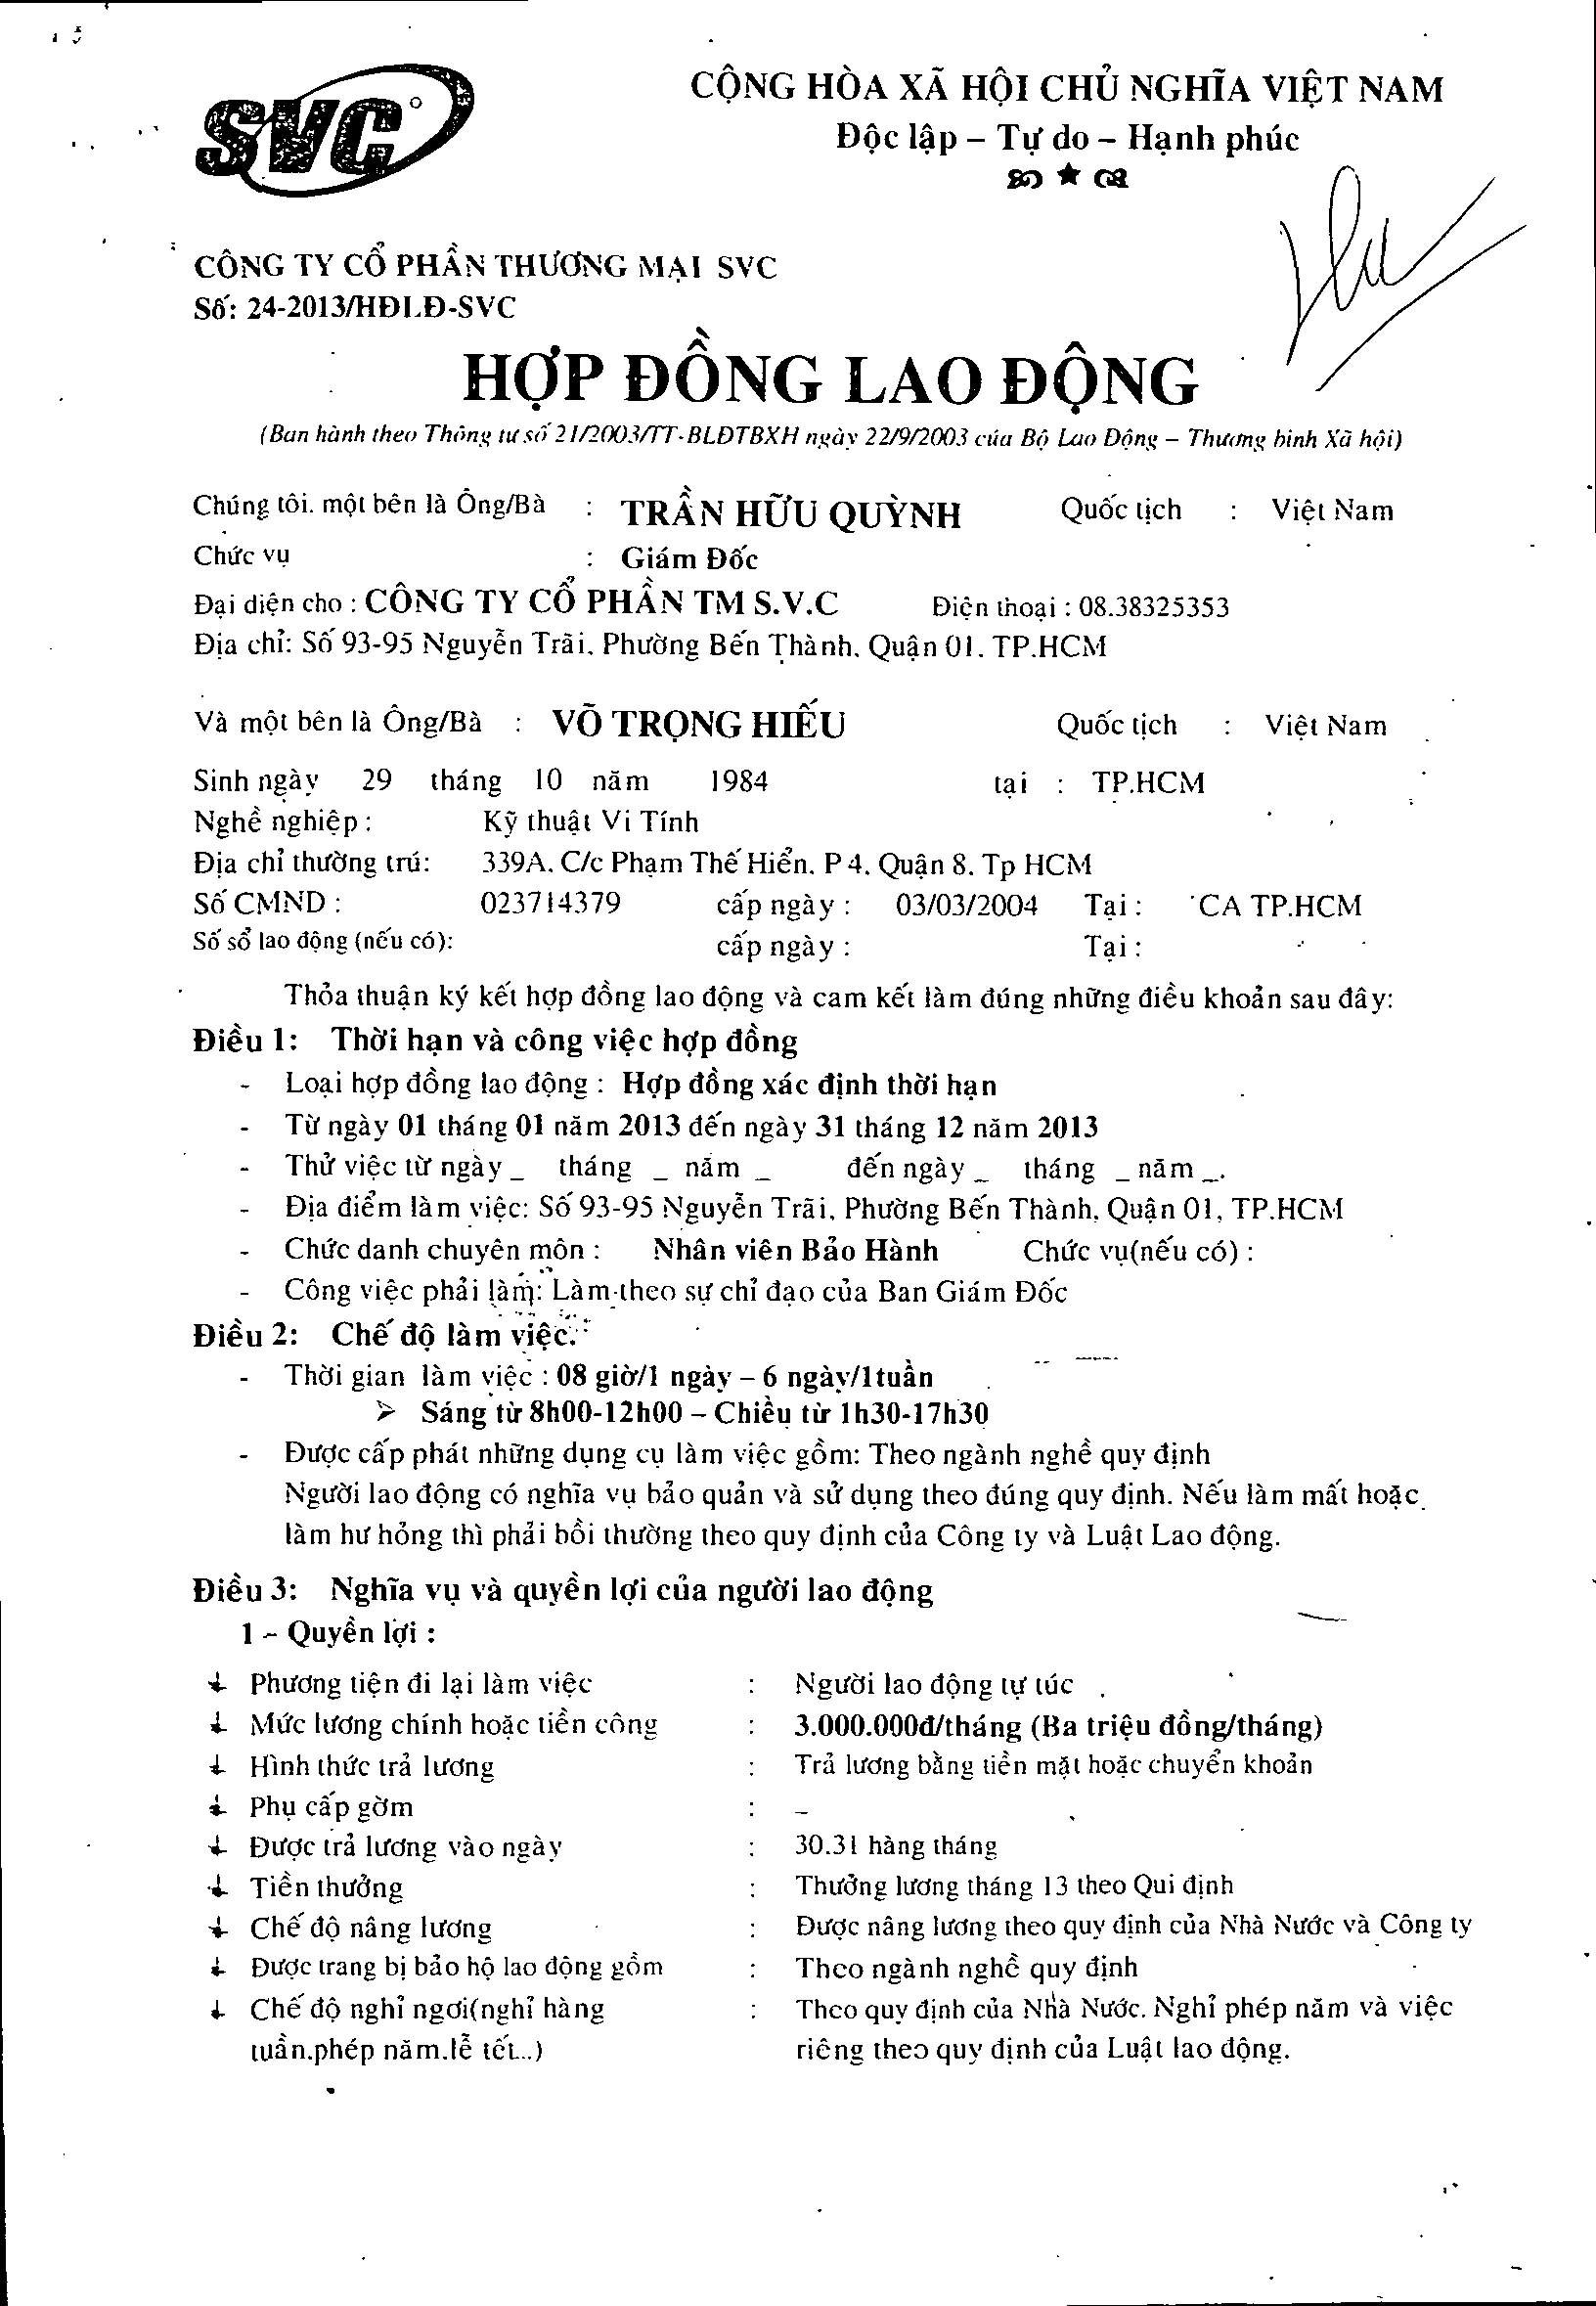 SVC
CỘNG HÒA XÃ HỘI CHỦ NGHĨA VIỆT NAM
Độc lập – Tự do – Hạnh phúc
CÔNG TY CỔ PHẦN THƯƠNG MẠI SVC
Số: 24-2013/HĐLĐ-SVC
HỢP ĐỒNG LAO ĐỘNG
(Ban hành theo Thông tư số 21/2003/TT-BLĐTBXH ngày 22/9/2003 của Bộ Lao Động – Thương binh Xã hội)
Chúng tôi. một bên là Ông/Bà : TRẦN HỮU QUỲNH Quốc tịch : Việt Nam
Chức vụ : Giám Đốc
Đại diện cho : CÔNG TY CỔ PHẦN TM S.V.C Điện thoại : 08.38325353
Địa chỉ: Số 93-95 Nguyễn Trãi, Phường Bến Thành, Quận 01, TP.HCM
Và một bên là Ông/Bà : VÕ TRỌNG HIẾU Quốc tịch : Việt Nam
Sinh ngày 29 tháng 10 năm 1984 tại : TP.HCM
Nghề nghiệp : Kỹ thuật Vi Tính
Địa chỉ thường trú: 339A, C/c Phạm Thế Hiển, P 4, Quận 8, Tp HCM
Số CMND : 023714379 cấp ngày : 03/03/2004 Tại : CA TP.HCM
Số sổ lao động (nếu có): cấp ngày : Tại :
Thỏa thuận ký kết hợp đồng lao động và cam kết làm đúng những điều khoản sau đây:
Điều 1: Thời hạn và công việc hợp đồng
- Loại hợp đồng lao động : Hợp đồng xác định thời hạn
- Từ ngày 01 tháng 01 năm 2013 đến ngày 31 tháng 12 năm 2013
- Thử việc từ ngày _ tháng _ năm _ đến ngày _ tháng _ năm _.
- Địa điểm làm việc: Số 93-95 Nguyễn Trãi, Phường Bến Thành, Quận 01, TP.HCM
- Chức danh chuyên môn : Nhân viên Bảo Hành Chức vụ(nếu có) :
- Công việc phải làm: Làm theo sự chỉ đạo của Ban Giám Đốc
Điều 2: Chế độ làm việc:
- Thời gian làm việc : 08 giờ/1 ngày – 6 ngày/1tuần
➢ Sáng từ 8h00-12h00 – Chiều từ 1h30-17h30
- Được cấp phát những dụng cụ làm việc gồm: Theo ngành nghề quy định
Người lao động có nghĩa vụ bảo quản và sử dụng theo đúng quy định. Nếu làm mất hoặc
làm hư hỏng thì phải bồi thường theo quy định của Công ty và Luật Lao động.
Điều 3: Nghĩa vụ và quyền lợi của người lao động
1 – Quyền lợi :
Phương tiện đi lại làm việc : Người lao động tự túc
Mức lương chính hoặc tiền công : 3.000.000đ/tháng (Ba triệu đồng/tháng)
Hình thức trả lương : Trả lương bằng tiền mặt hoặc chuyển khoản
Phụ cấp gờm : –
Được trả lương vào ngày : 30.31 hàng tháng
Tiền thưởng : Thưởng lương tháng 13 theo Qui định
Chế độ nâng lương : Được nâng lương theo quy định của Nhà Nước và Công ty
Được trang bị bảo hộ lao động gồm : Theo ngành nghề quy định
Chế độ nghỉ ngơi(nghỉ hàng : Theo quy định của Nhà Nước. Nghỉ phép năm và việc
tuần.phép năm.lễ tết..) riêng theo quy định của Luật lao động.